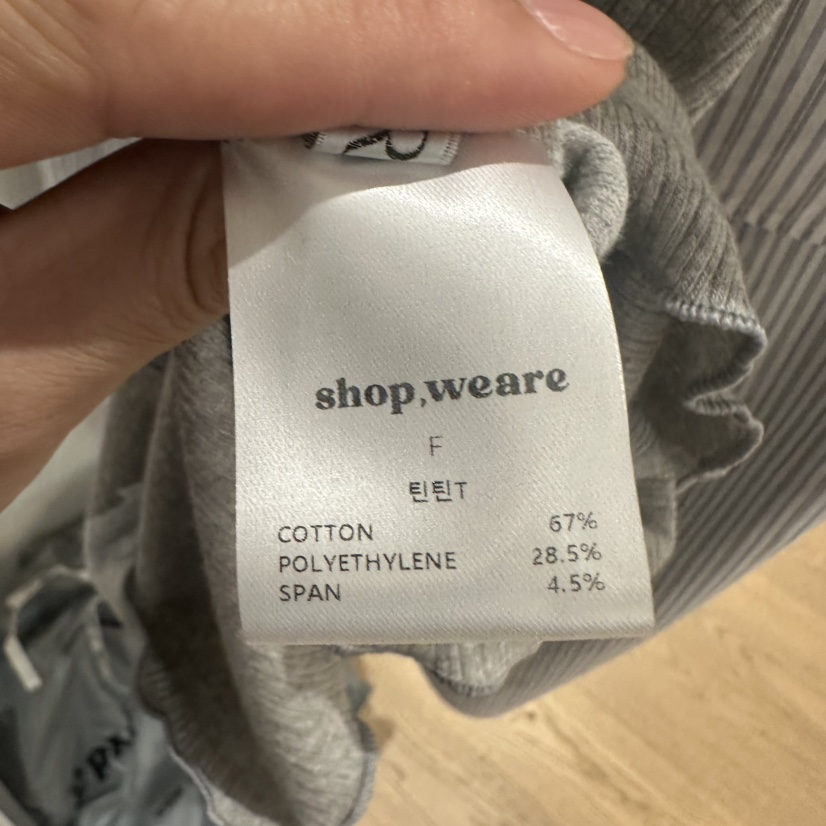 shop,weare
F
틴틴T
COTTON 67%
POLYETHYLENE 28.5%
SPAN 4.5%